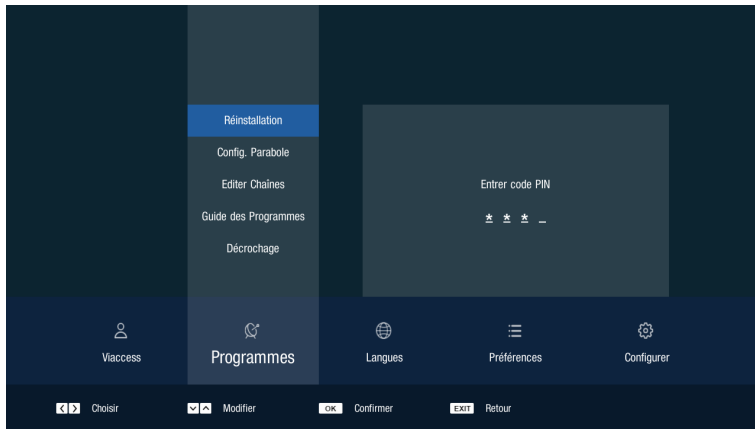 Réinstallation
Config. Parabole
Editer Chaînes
Guide des Programmes
Décrochage
Entrer code PIN
* * * _
Viaccess
Programmes
Langues
Préférences
Configurer
Choisir
Modifier
OK Confirmer
EXIT Retour